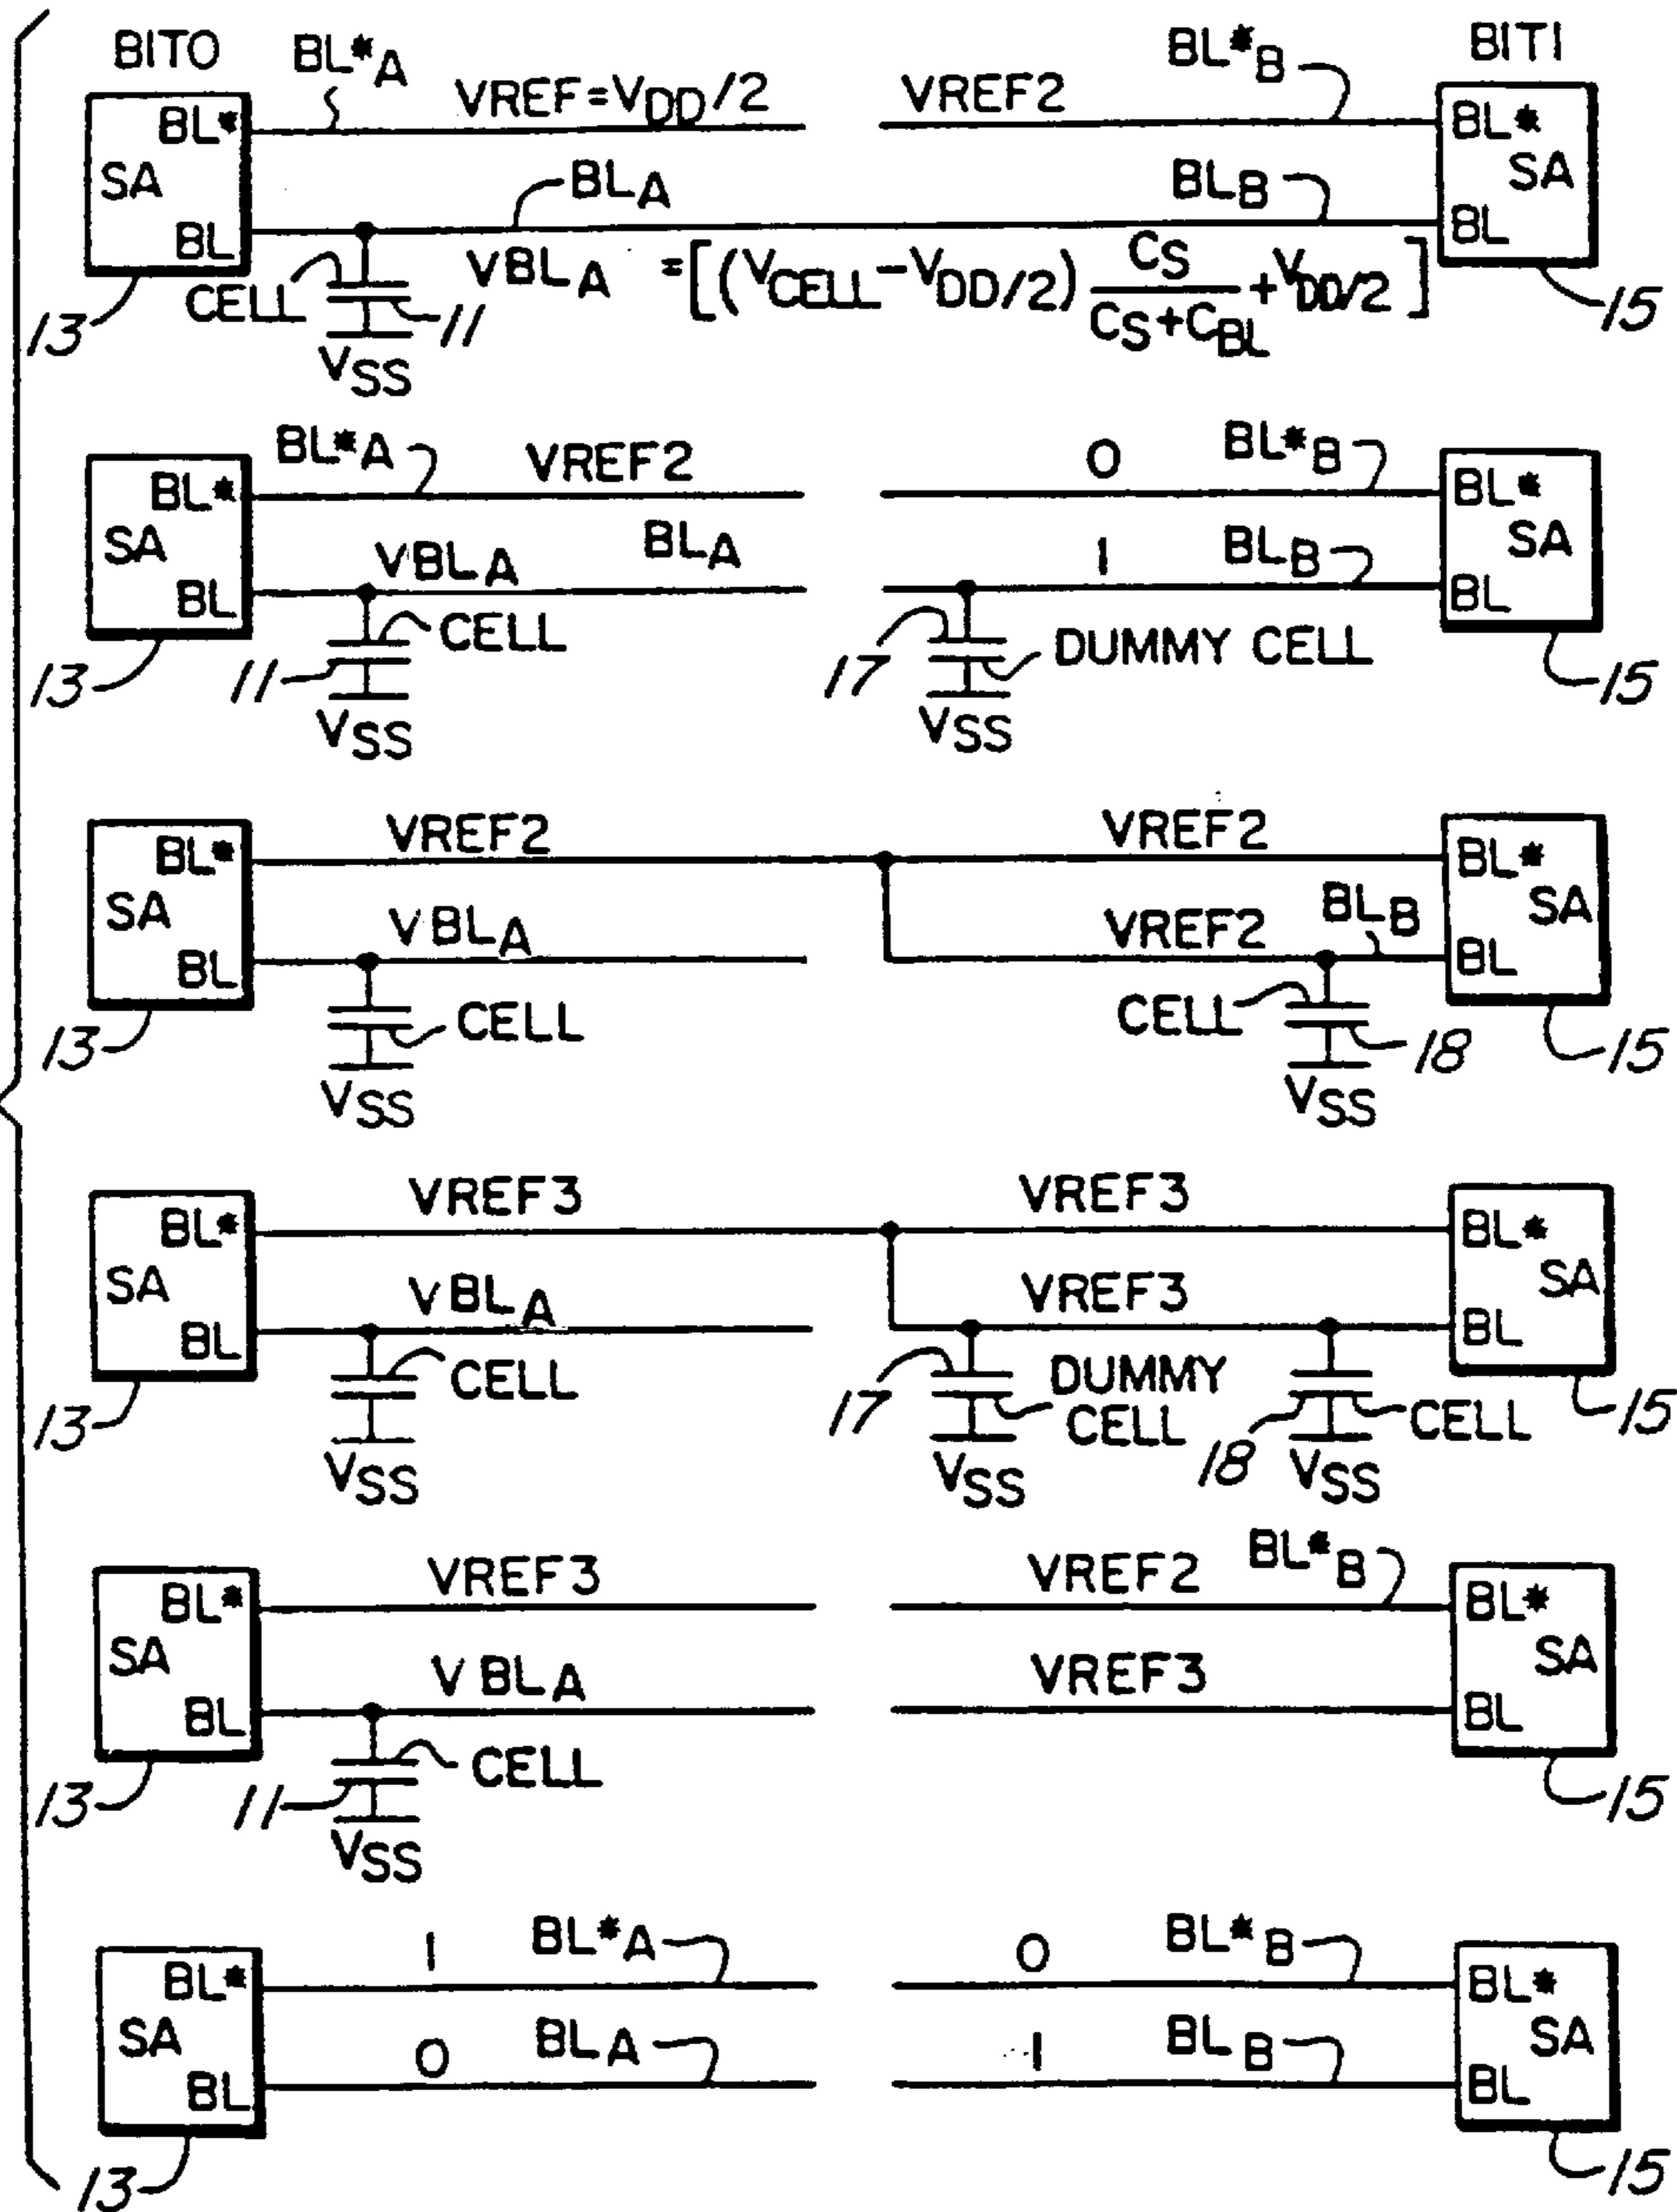 BIT0 BL*A VREF=VDD/2 VREF2 BL*B BIT1
BL* BL*
SA BLA BLB SA
BL BL
CELL VBLA =[(VCELL-VDD/2) CS/CS+CBL +VDD/2]
13 11 15
VSS
BL*A VREF2 0 BL*B
BL* BL*
SA VBLA BLA 1 BLB SA
BL BL
CELL 17 DUMMY CELL
13 11 15
VSS VSS
VREF2 VREF2
BL* BL*
SA VBLA VREF2 BLB SA
BL BL
CELL CELL 18
13 15
VSS VSS
VREF3 VREF3
BL* BL*
SA VBLA VREF3 SA
BL BL
CELL 17 DUMMY CELL 18 CELL
13 15
VSS VSS VSS
VREF3 VREF2 BL*B
BL* BL*
SA VBLA VREF3 SA
BL BL
CELL
13 11 15
VSS
1 BL*A 0 BL*B
BL* BL*
SA 0 BLA 1 BLB SA
BL BL
13 15